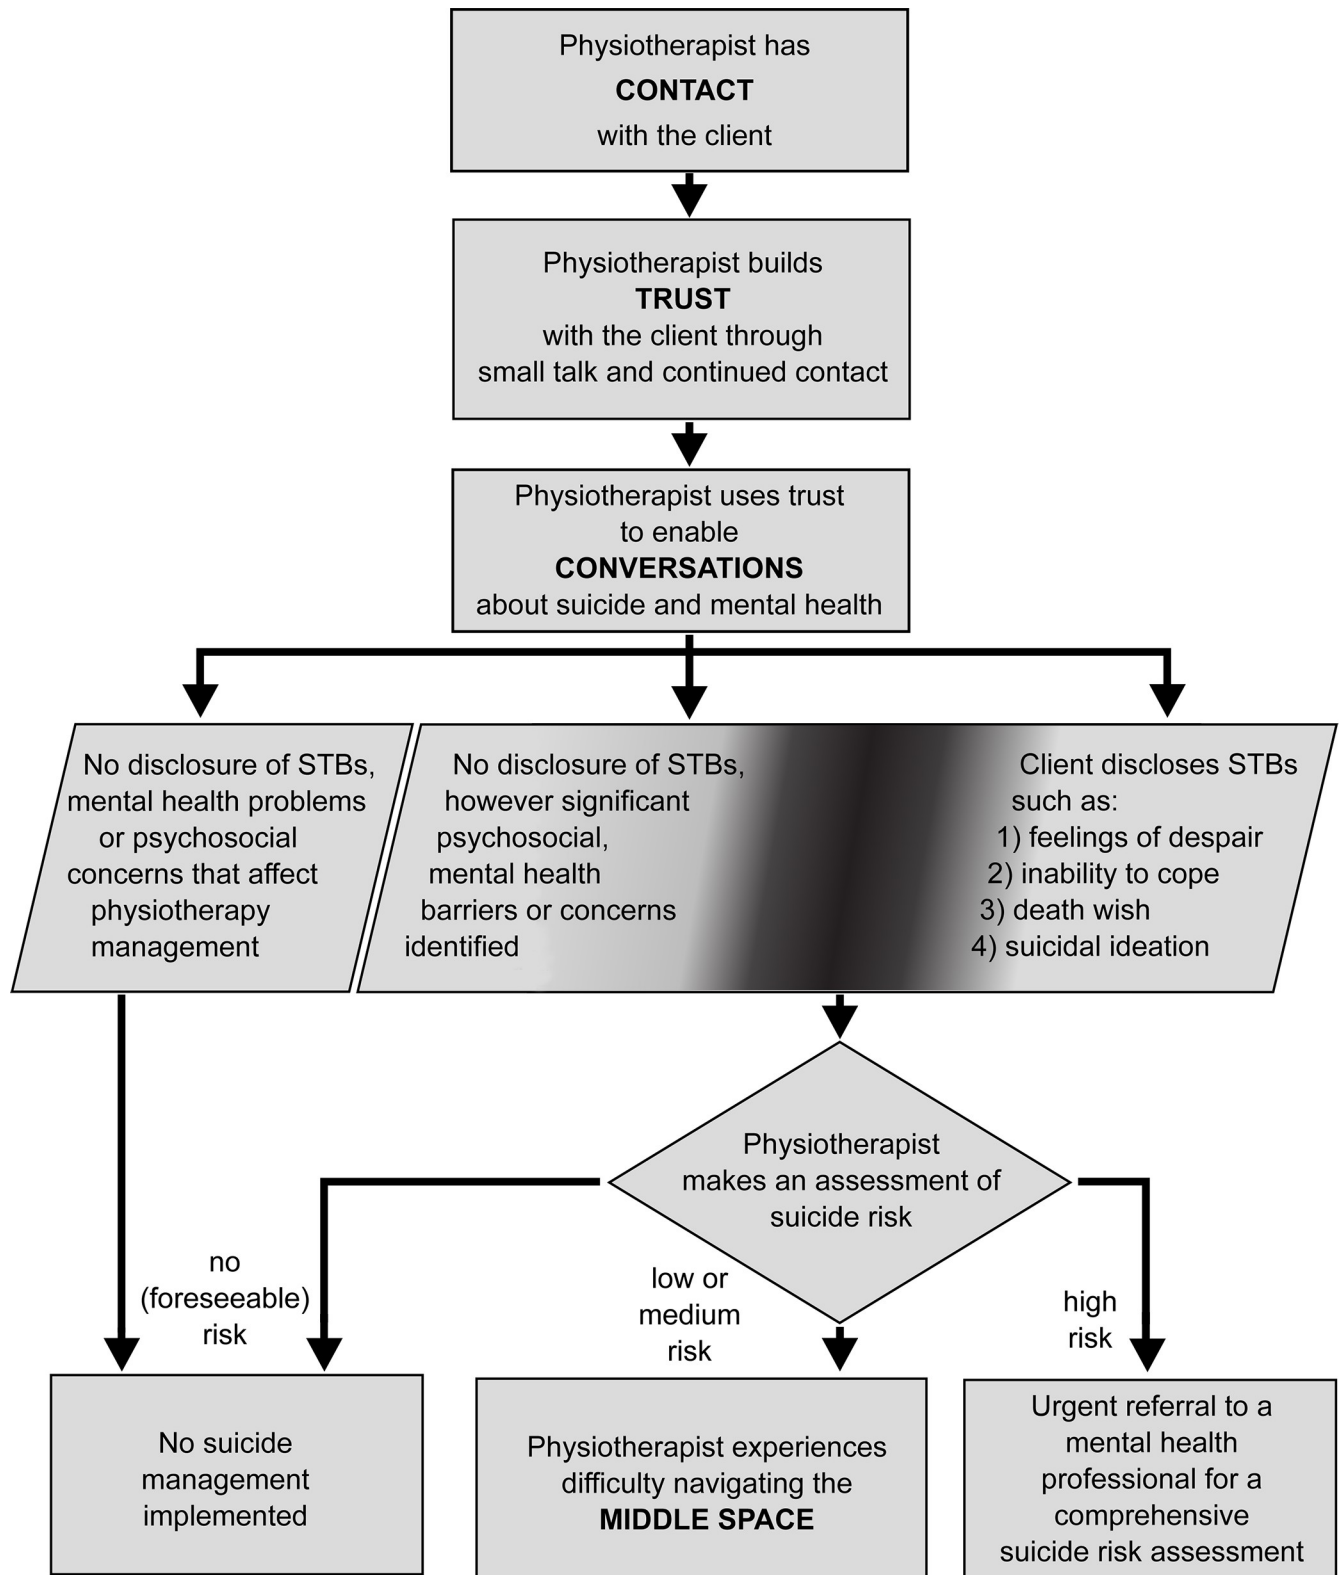 Physiotherapist has
CONTACT
with the client
Physiotherapist builds
TRUST
with the client through
small talk and continued contact
Physiotherapist uses trust
to enable
CONVERSATIONS
about suicide and mental health
No disclosure of STBs,
mental health problems
or psychosocial
concerns that affect
physiotherapy
management
No disclosure of STBs,
however significant
psychosocial,
mental health
barriers or concerns
identified
Client discloses STBs
such as:
1) feelings of despair
2) inability to cope
3) death wish
4) suicidal ideation
Physiotherapist
makes an assessment of
suicide risk
no
(foreseeable)
risk
low or
medium
risk
high
risk
No suicide
management
implemented
Physiotherapist experiences
difficulty navigating the
MIDDLE SPACE
Urgent referral to a
mental health
professional for a
comprehensive
suicide risk assessment